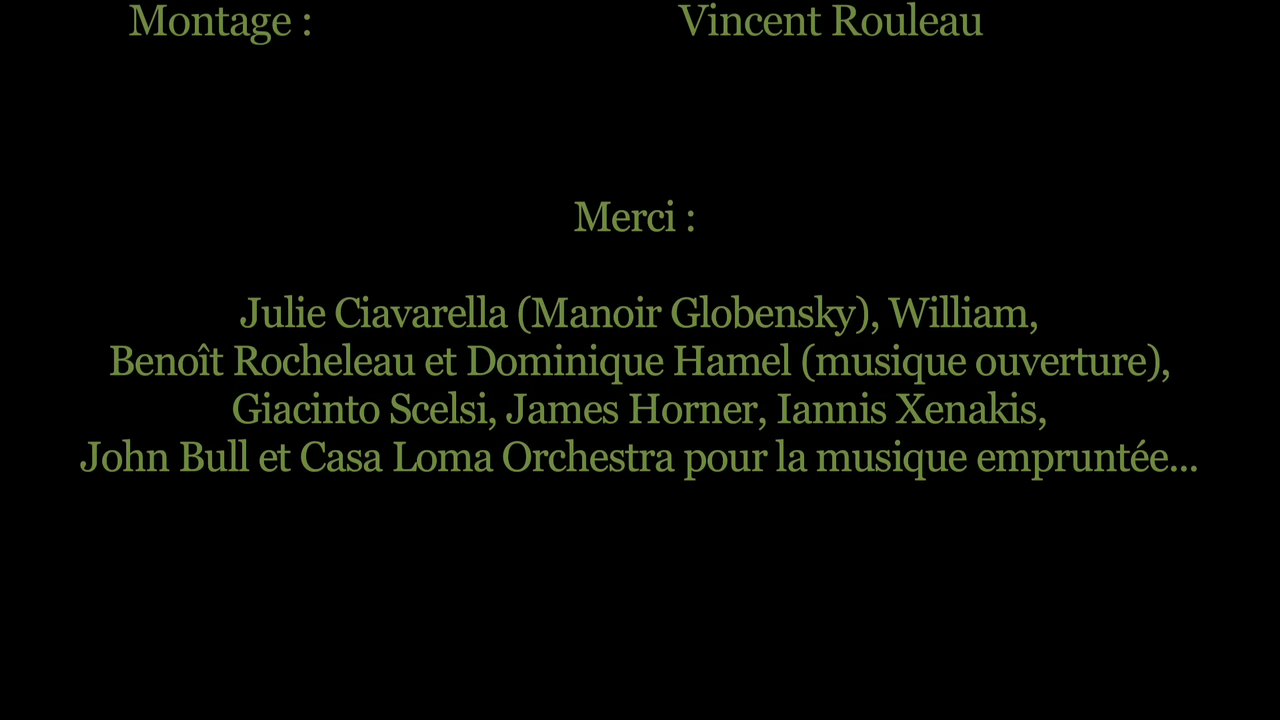 Montage : Vincent Rouleau
Merci :
Julie Ciavarella (Manoir Globensky), William,
Benoît Rocheleau et Dominique Hamel (musique ouverture),
Giacinto Scelsi, James Horner, Iannis Xenakis,
John Bull et Casa Loma Orchestra pour la musique empruntée...